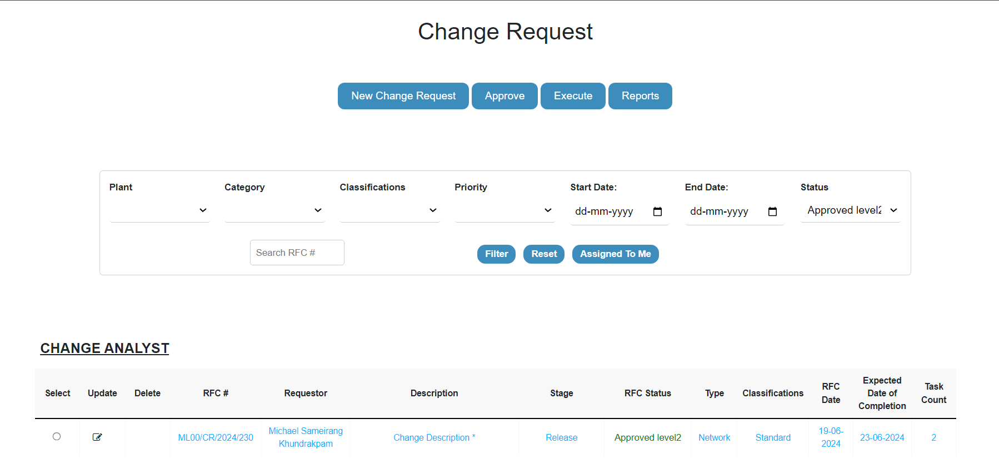 Change Request
New Change Request Approve Execute Reports
Plant Category Classifications Priority Start Date: End Date: Status
dd-mm-yyyy dd-mm-yyyy Approved level2
Search RFC # Filter Reset Assigned To Me
CHANGE ANALYST
Select Update Delete RFC # Requestor Description Stage RFC Status Type Classifications RFC Date Expected Date of Completion Task Count
ML00/CR/2024/230 Michael Sameirang Khundrakpam Change Description * Release Approved level2 Network Standard 19-06-2024 23-06-2024 2